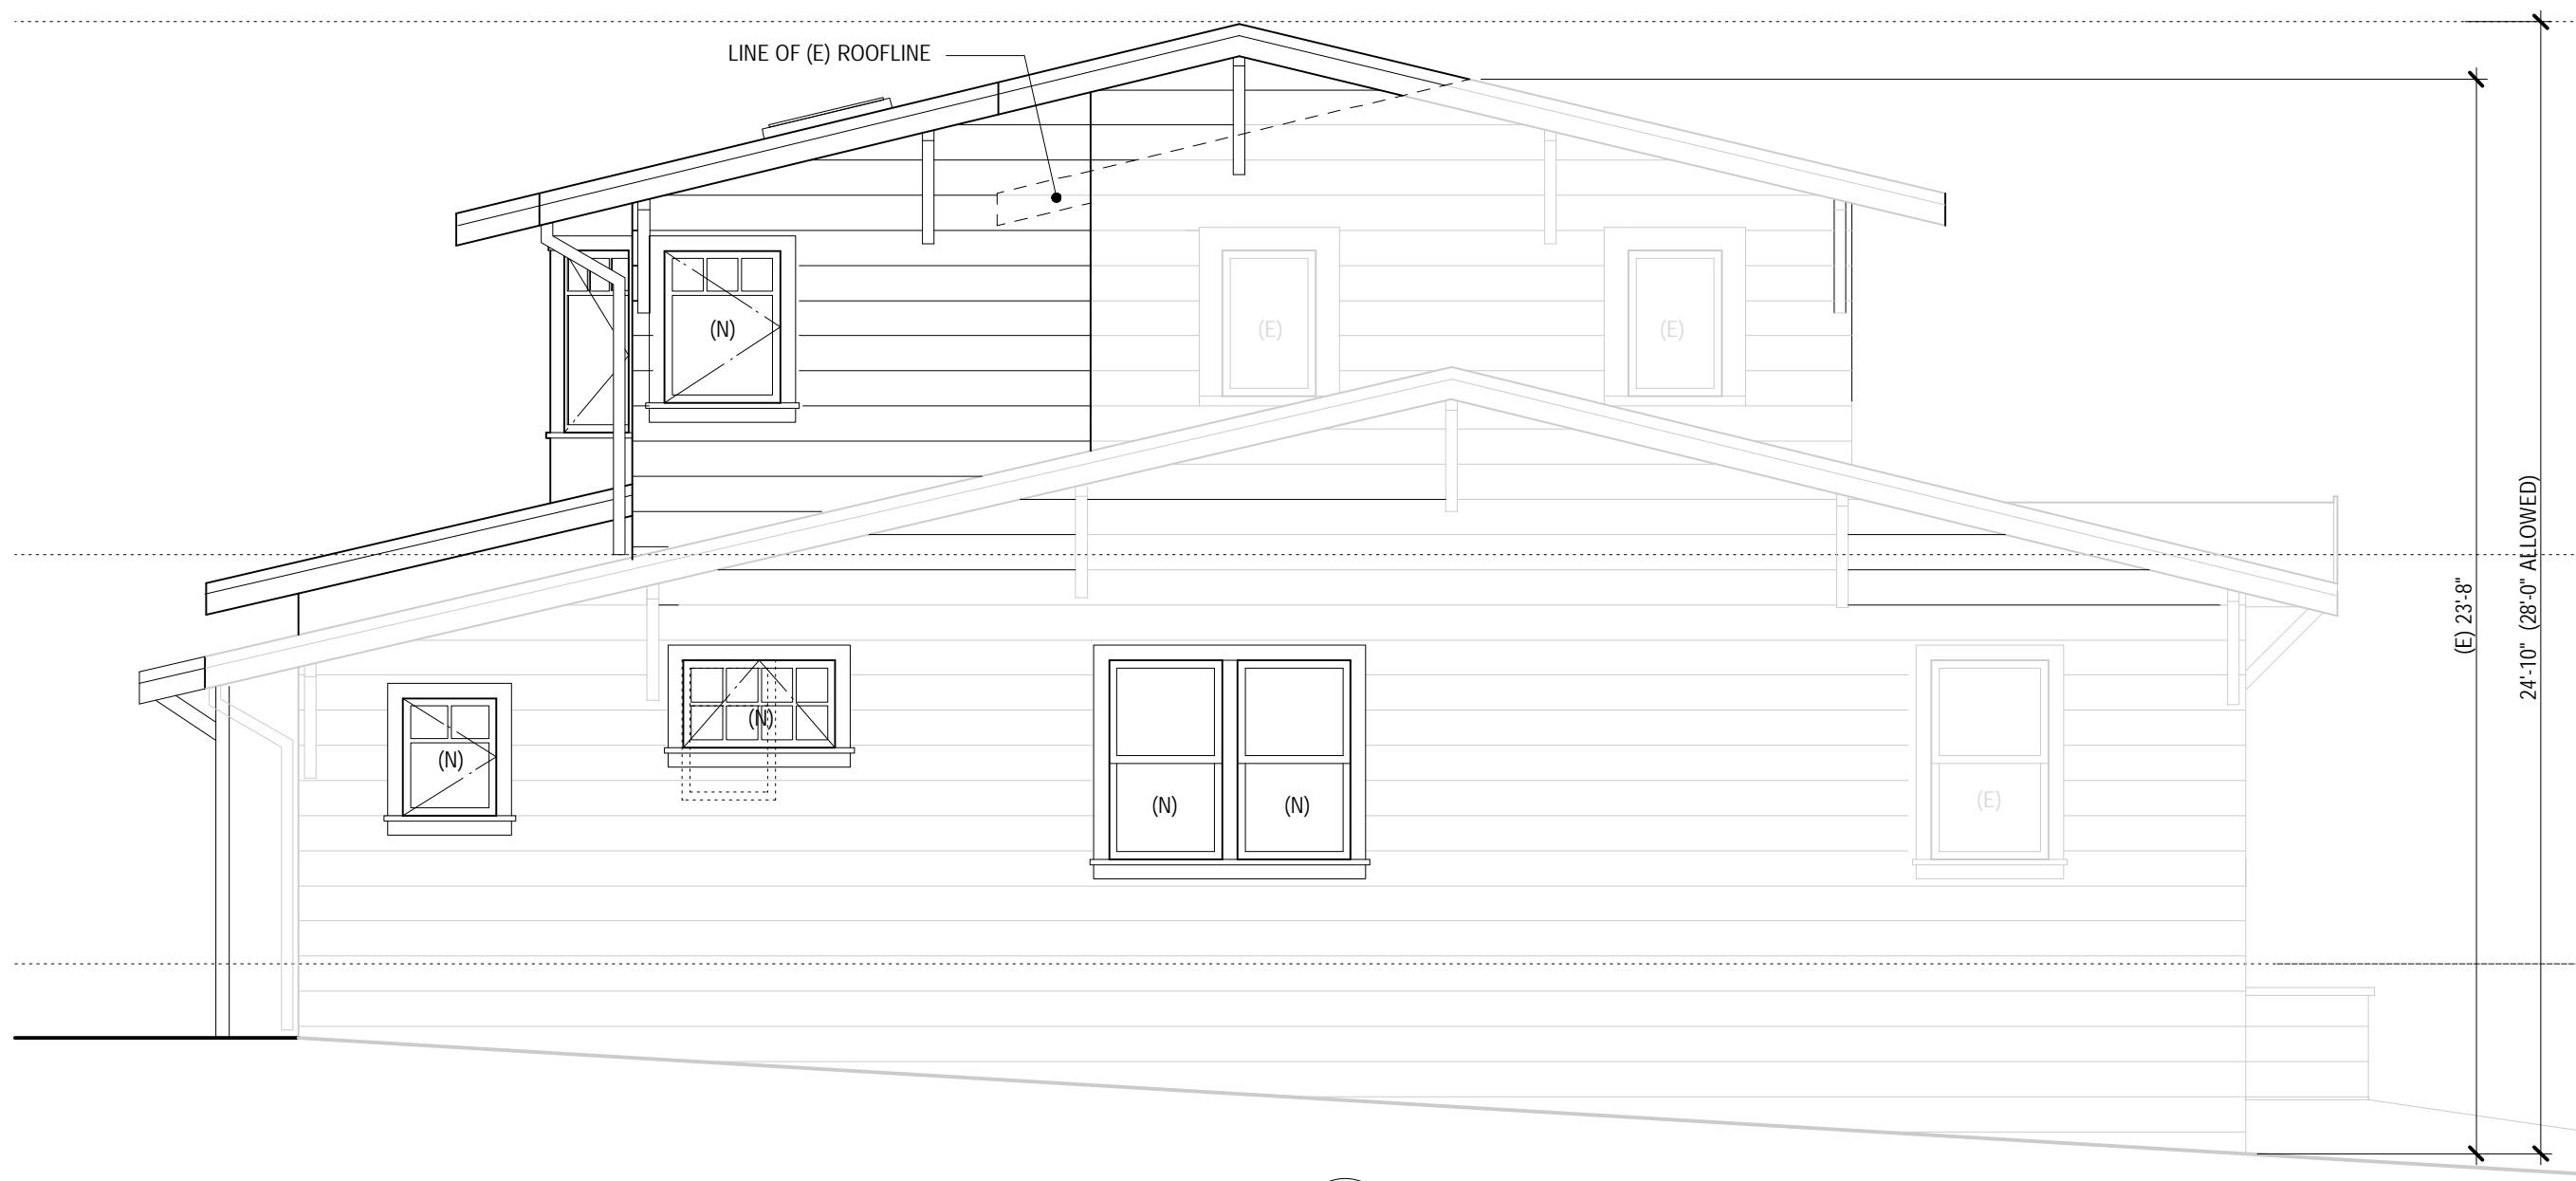 LINE OF (E) ROOFLINE
(N)
(E)
(E)
(N)
(N)
(N)
(N)
(E)
(E) 23'-8"
24'-10" (28'-0" ALLOWED)